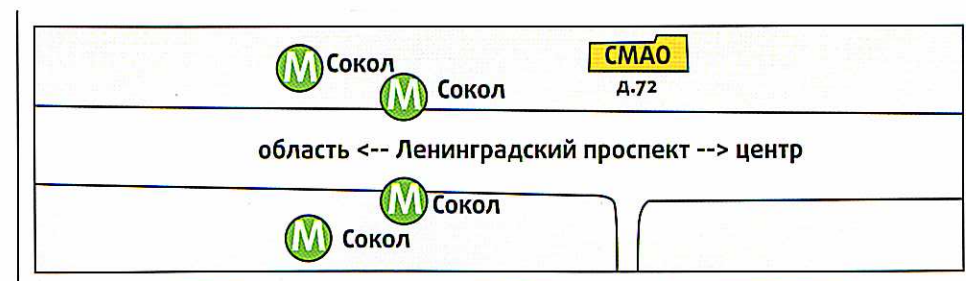 М Сокол
СМАО
М Сокол
д.72
область <-- Ленинградский проспект --> центр
М Сокол
М Сокол